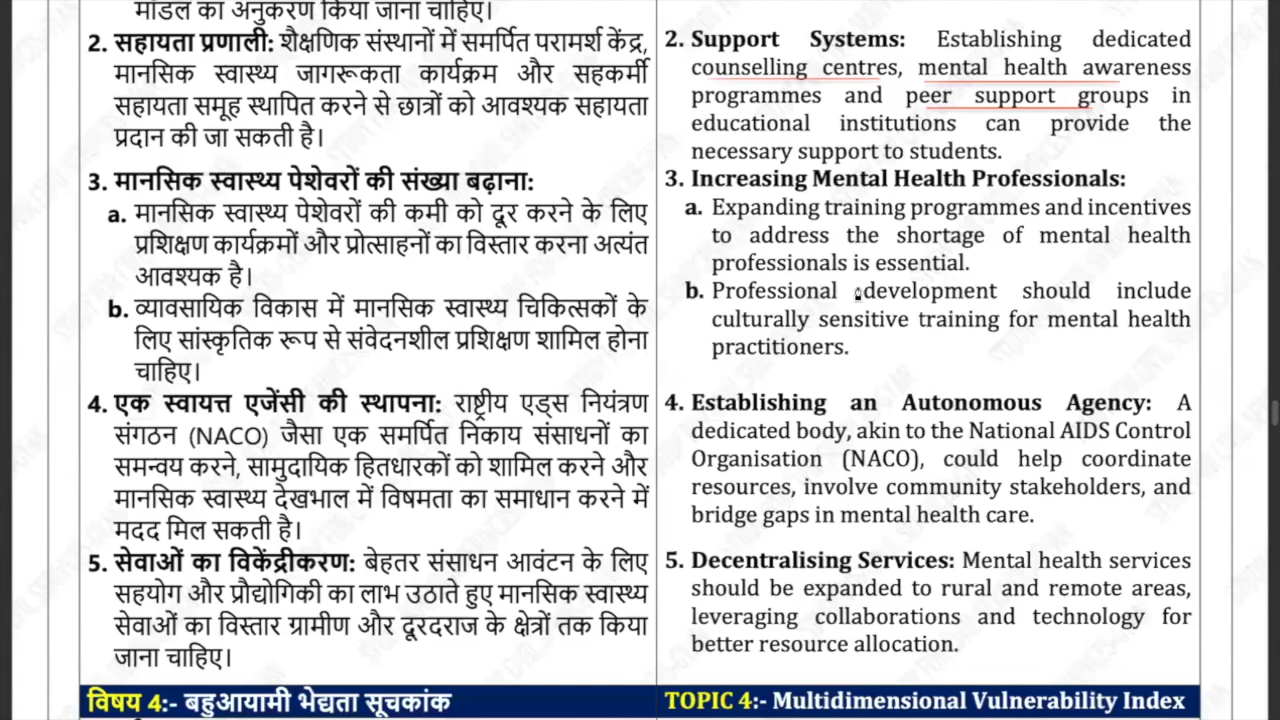 मॉडल का अनुकरण किया जाना चाहिए।
2. सहायता प्रणाली: शैक्षणिक संस्थानों में समर्पित परामर्श केंद्र,
मानसिक स्वास्थ्य जागरूकता कार्यक्रम और सहकर्मी
सहायता समूह स्थापित करने से छात्रों को आवश्यक सहायता
प्रदान की जा सकती है।
3. मानसिक स्वास्थ्य पेशेवरों की संख्या बढ़ाना:
a. मानसिक स्वास्थ्य पेशेवरों की कमी को दूर करने के लिए
प्रशिक्षण कार्यक्रमों और प्रोत्साहनों का विस्तार करना अत्यंत
आवश्यक है।
b. व्यावसायिक विकास में मानसिक स्वास्थ्य चिकित्सकों के
लिए सांस्कृतिक रूप से संवेदनशील प्रशिक्षण शामिल होना
चाहिए।
4. एक स्वायत्त एजेंसी की स्थापना: राष्ट्रीय एड्स नियंत्रण
संगठन (NACO) जैसा एक समर्पित निकाय संसाधनों का
समन्वय करने, सामुदायिक हितधारकों को शामिल करने और
मानसिक स्वास्थ्य देखभाल में विषमता का समाधान करने में
मदद मिल सकती है।
5. सेवाओं का विकेंद्रीकरण: बेहतर संसाधन आवंटन के लिए
सहयोग और प्रौद्योगिकी का लाभ उठाते हुए मानसिक स्वास्थ्य
सेवाओं का विस्तार ग्रामीण और दूरदराज के क्षेत्रों तक किया
जाना चाहिए।
विषय 4:- बहुआयामी भेद्यता सूचकांक
2. Support Systems: Establishing dedicated
counselling centres, mental health awareness
programmes and peer support groups in
educational institutions can provide the
necessary support to students.
3. Increasing Mental Health Professionals:
a. Expanding training programmes and incentives
to address the shortage of mental health
professionals is essential.
b. Professional development should include
culturally sensitive training for mental health
practitioners.
4. Establishing an Autonomous Agency: A
dedicated body, akin to the National AIDS Control
Organisation (NACO), could help coordinate
resources, involve community stakeholders, and
bridge gaps in mental health care.
5. Decentralising Services: Mental health services
should be expanded to rural and remote areas,
leveraging collaborations and technology for
better resource allocation.
TOPIC 4:- Multidimensional Vulnerability Index